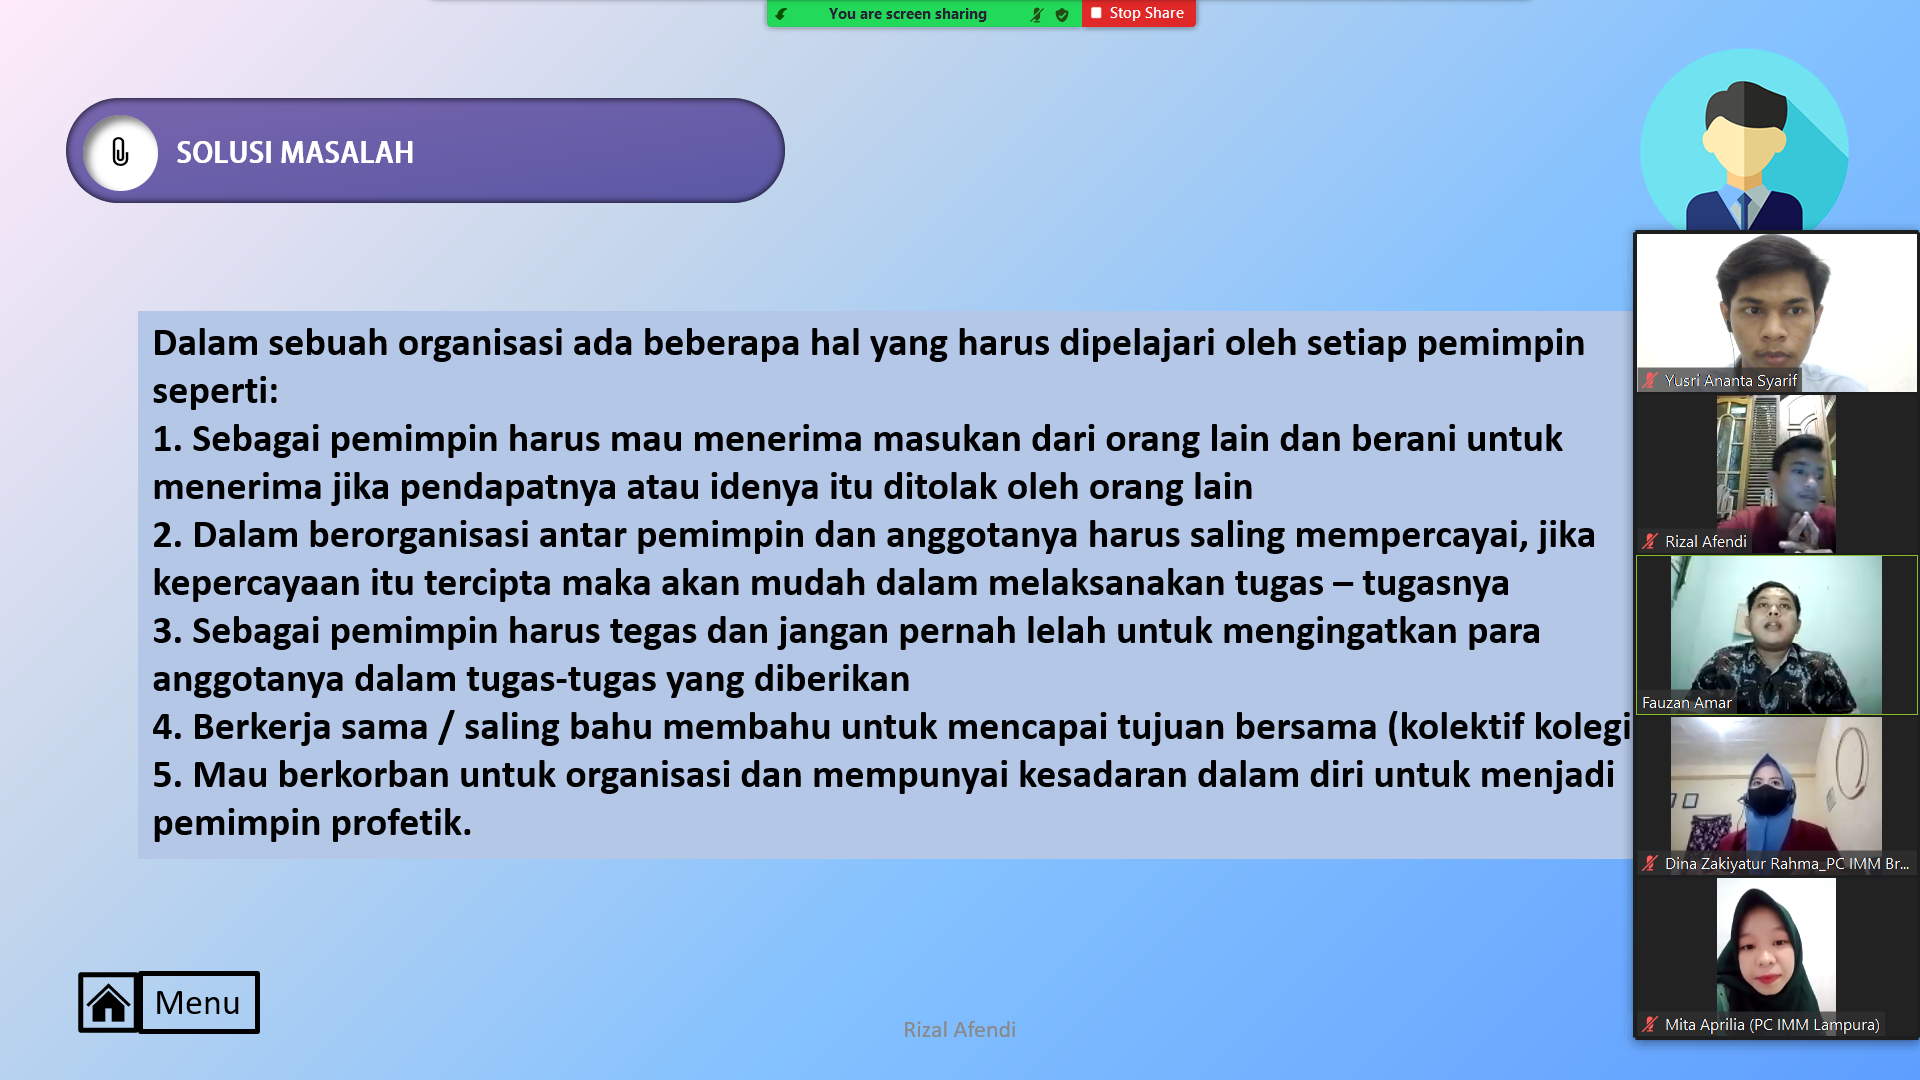 You are screen sharing
Stop Share
SOLUSI MASALAH
Dalam sebuah organisasi ada beberapa hal yang harus dipelajari oleh setiap pemimpin
seperti:
1. Sebagai pemimpin harus mau menerima masukan dari orang lain dan berani untuk
menerima jika pendapatnya atau idenya itu ditolak oleh orang lain
2. Dalam berorganisasi antar pemimpin dan anggotanya harus saling mempercayai, jika
kepercayaan itu tercipta maka akan mudah dalam melaksanakan tugas – tugasnya
3. Sebagai pemimpin harus tegas dan jangan pernah lelah untuk mengingatkan para
anggotanya dalam tugas-tugas yang diberikan
4. Berkerja sama / saling bahu membahu untuk mencapai tujuan bersama (kolektif kolegi
5. Mau berkorban untuk organisasi dan mempunyai kesadaran dalam diri untuk menjadi
pemimpin profetik.
Menu
Rizal Afendi
Yusri Ananta Syarif
Rizal Afendi
Fauzan Amar
Dina Zakiyatur Rahma_PC IMM Br...
Mita Aprilia (PC IMM Lampura)